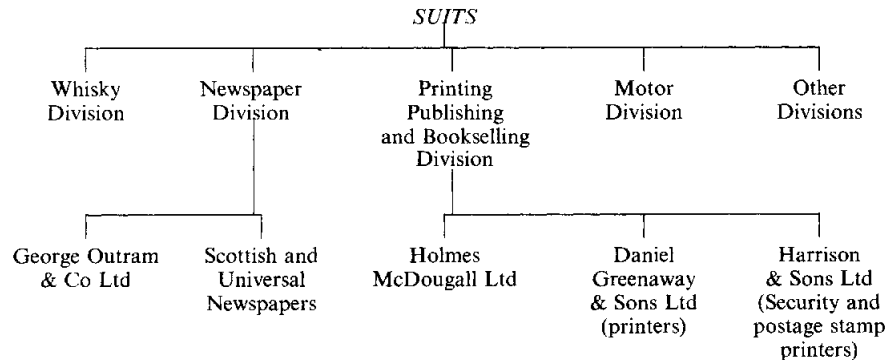 SUITS
Whisky
Division
Newspaper
Division
Printing
Publishing
and Bookselling
Division
Motor
Division
Other
Divisions
George Outram
& Co Ltd
Scottish and
Universal
Newspapers
Holmes
McDougall Ltd
Daniel
Greenaway
& Sons Ltd
(printers)
Harrison
& Sons Ltd
(Security and
postage stamp
printers)